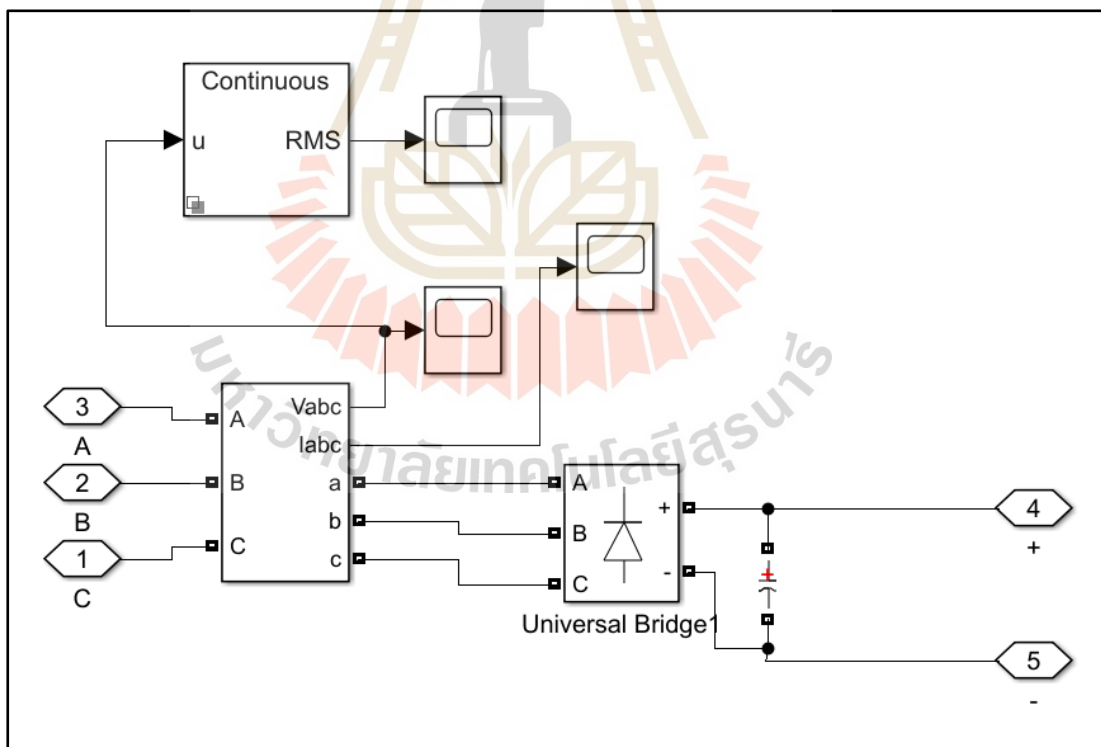 Continuous
u
RMS
Vabc
Iabc
3
A
A
2
B
B
1
C
C
a
b
c
A
B
C
+
-
Universal Bridge1
+
4
+
5
-
มหาวิทยาลัยเทคโนโลยีสุรนารี